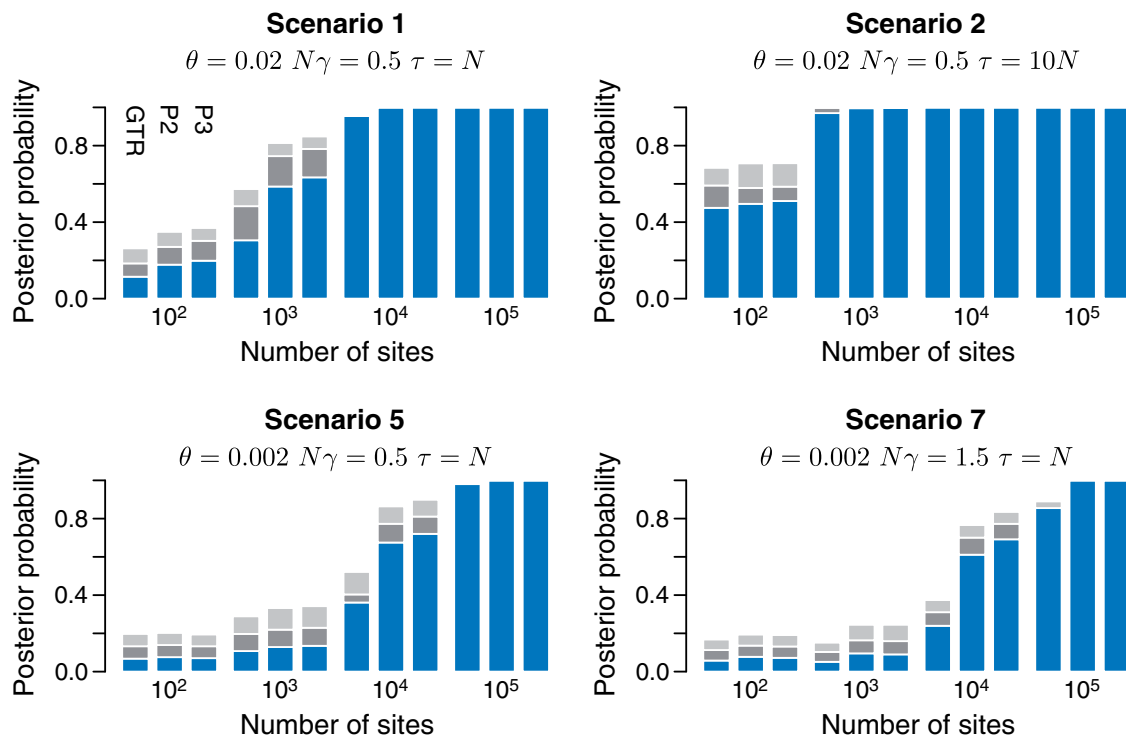 Scenario 1
θ = 0.02 Nγ = 0.5 τ = N
Posterior probability
0.8
0.4
0.0
GTR
P2
P3
10²
10³
10⁴
10⁵
Number of sites
Scenario 2
θ = 0.02 Nγ = 0.5 τ = 10N
Posterior probability
0.8
0.4
0.0
10²
10³
10⁴
10⁵
Number of sites
Scenario 5
θ = 0.002 Nγ = 0.5 τ = N
Posterior probability
0.8
0.4
0.0
10²
10³
10⁴
10⁵
Number of sites
Scenario 7
θ = 0.002 Nγ = 1.5 τ = N
Posterior probability
0.8
0.4
0.0
10²
10³
10⁴
10⁵
Number of sites